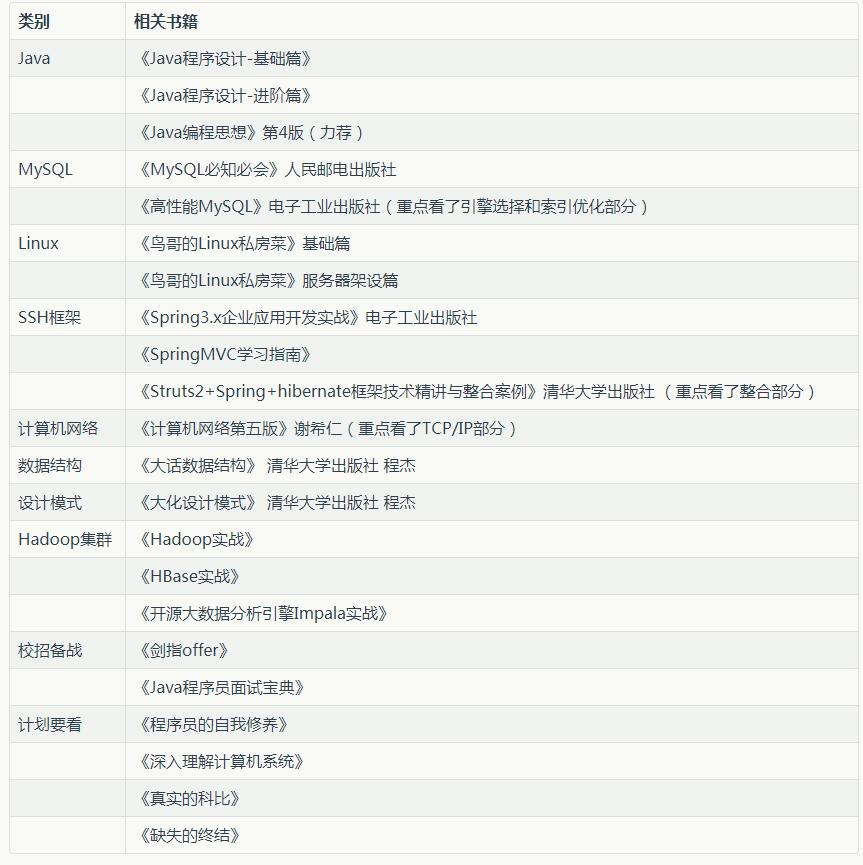 类别 相关书籍
Java 《Java程序设计-基础篇》
《Java程序设计-进阶篇》
《Java编程思想》第4版（力荐）
MySQL 《MySQL必知必会》人民邮电出版社
《高性能MySQL》电子工业出版社（重点看了引擎选择和索引优化部分）
Linux 《鸟哥的Linux私房菜》基础篇
《鸟哥的Linux私房菜》服务器架设篇
SSH框架 《Spring3.x企业应用开发实战》电子工业出版社
《SpringMVC学习指南》
《Struts2+Spring+hibernate框架技术精讲与整合案例》清华大学出版社 （重点看了整合部分）
计算机网络 《计算机网络第五版》谢希仁（重点看了TCP/IP部分）
数据结构 《大话数据结构》 清华大学出版社 程杰
设计模式 《大化设计模式》 清华大学出版社 程杰
Hadoop集群 《Hadoop实战》
《HBase实战》
《开源大数据分析引擎Impala实战》
校招备战 《剑指offer》
《Java程序员面试宝典》
计划要看 《程序员的自我修养》
《深入理解计算机系统》
《真实的科比》
《缺失的终结》